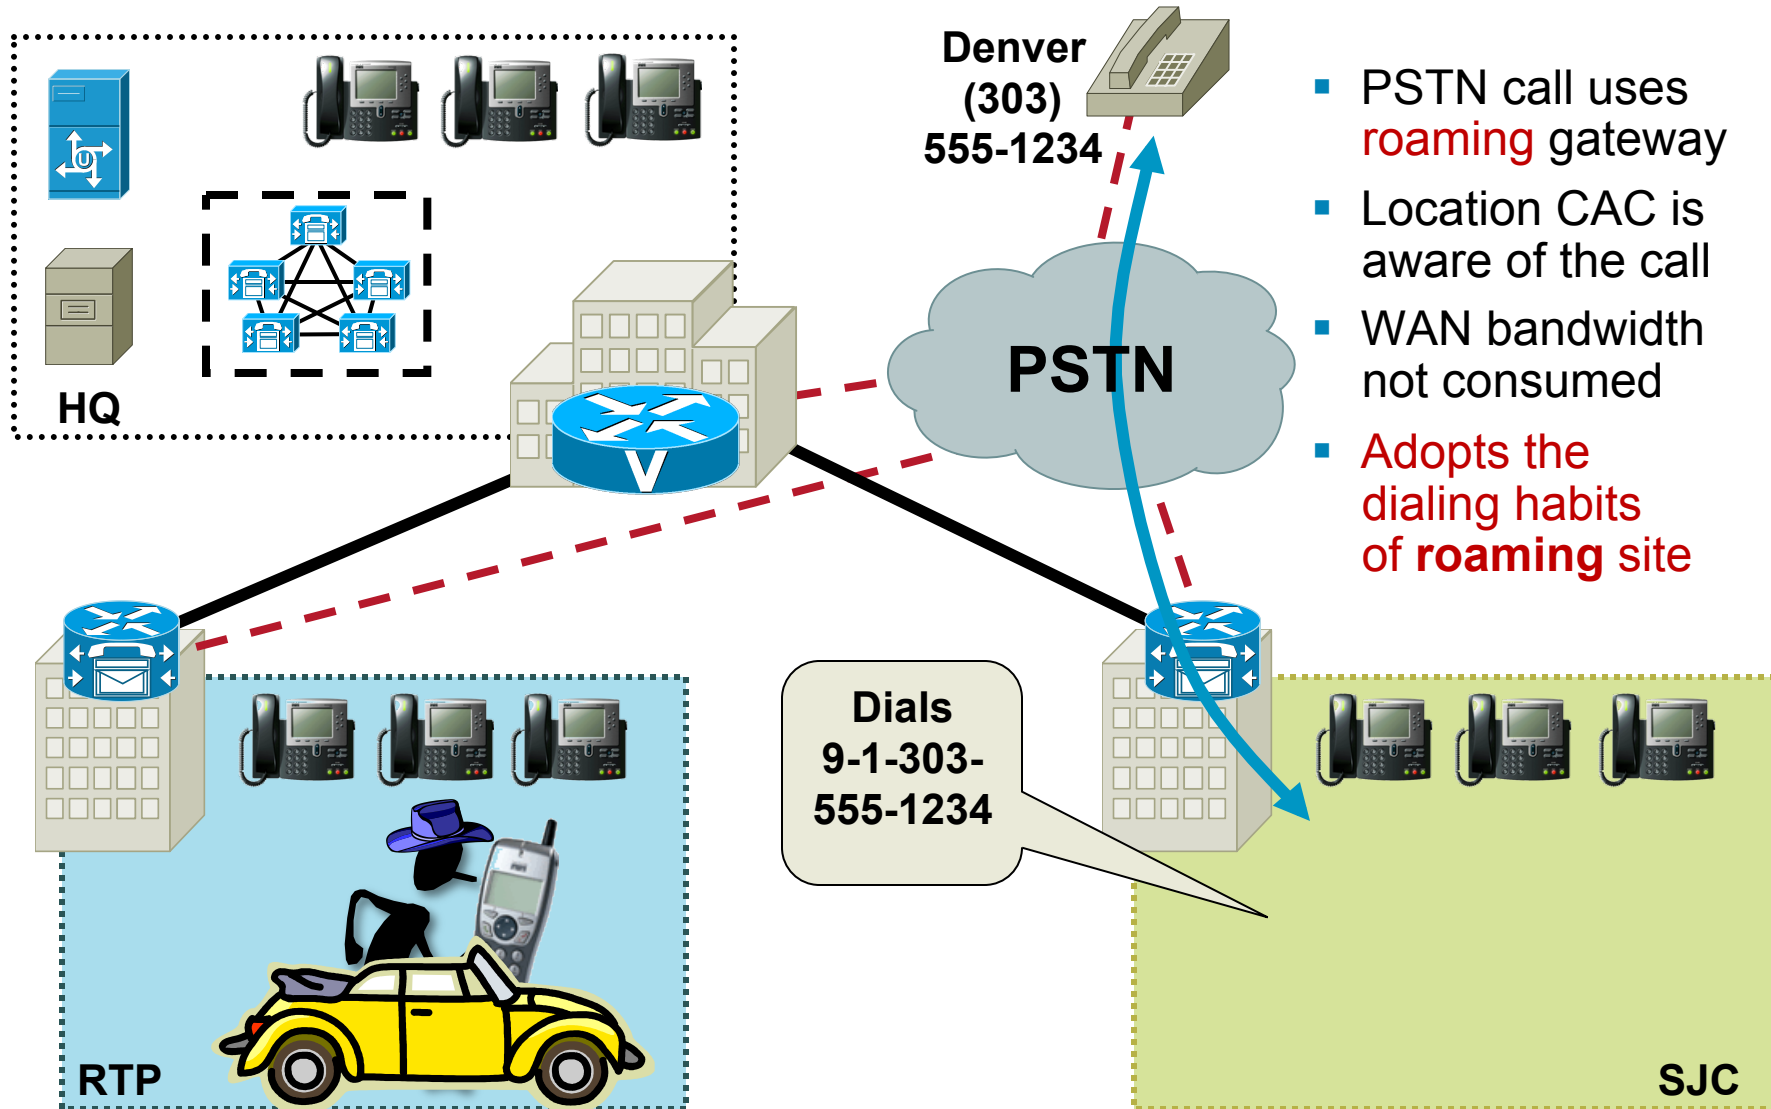 Denver
(303)
555-1234
HQ
U
PSTN
V
▪ PSTN call uses
roaming gateway
▪ Location CAC is
aware of the call
▪ WAN bandwidth
not consumed
▪ Adopts the
dialing habits
of roaming site
Dials
9-1-303-
555-1234
RTP
SJC